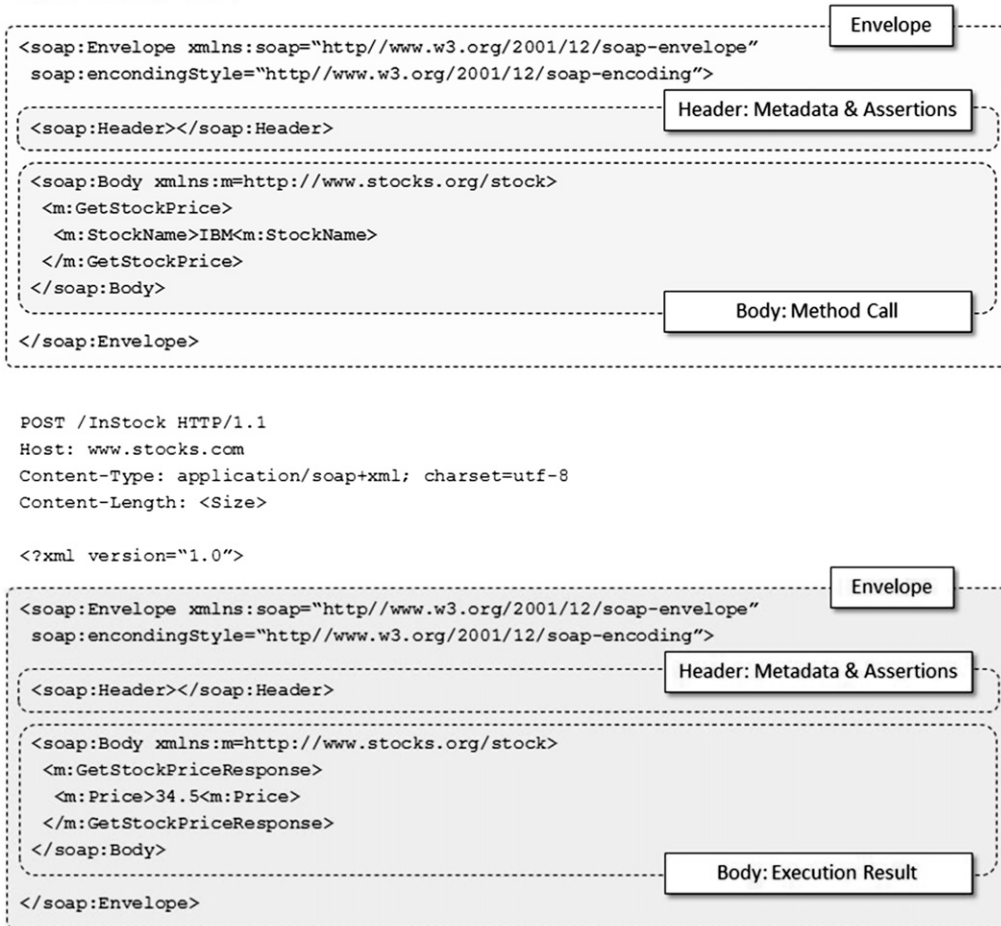 Envelope
<soap:Envelope xmlns:soap=“http//www.w3.org/2001/12/soap-envelope”
soap:encondingStyle=“http//www.w3.org/2001/12/soap-encoding”>
Header: Metadata & Assertions
<soap:Header></soap:Header>
<soap:Body xmlns:m=http://www.stocks.org/stock>
<m:GetStockPrice>
<m:StockName>IBM<m:StockName>
</m:GetStockPrice>
</soap:Body>
Body: Method Call
</soap:Envelope>
POST /InStock HTTP/1.1
Host: www.stocks.com
Content-Type: application/soap+xml; charset=utf-8
Content-Length: <Size>
<?xml version=“1.0”>
Envelope
<soap:Envelope xmlns:soap=“http//www.w3.org/2001/12/soap-envelope”
soap:encondingStyle=“http//www.w3.org/2001/12/soap-encoding”>
Header: Metadata & Assertions
<soap:Header></soap:Header>
<soap:Body xmlns:m=http://www.stocks.org/stock>
<m:GetStockPriceResponse>
<m:Price>34.5<m:Price>
</m:GetStockPriceResponse>
</soap:Body>
Body: Execution Result
</soap:Envelope>